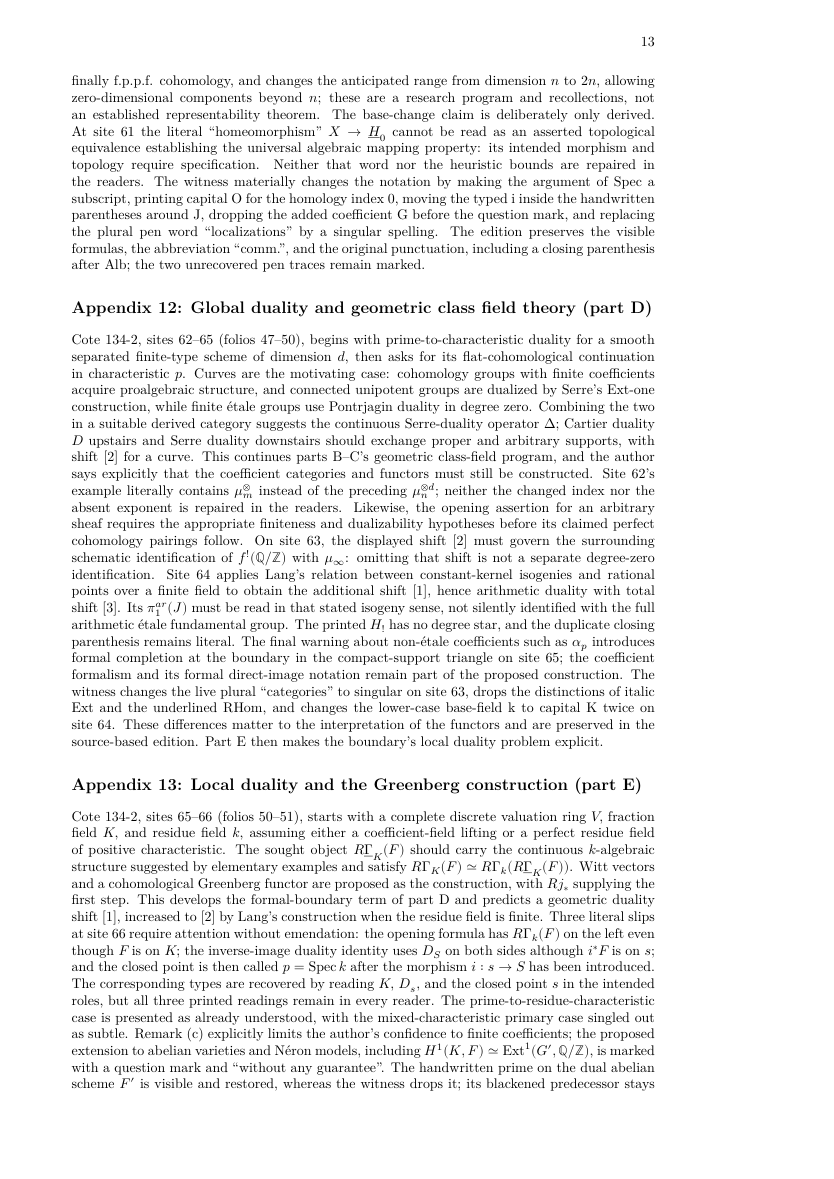 13
finally f.p.p.f. cohomology, and changes the anticipated range from dimension n to 2n, allowing
zero-dimensional components beyond n; these are a research program and recollections, not
an established representability theorem. The base-change claim is deliberately only derived.
At site 61 the literal “homeomorphism” X → H̲₀ cannot be read as an asserted topological
equivalence establishing the universal algebraic mapping property: its intended morphism and
topology require specification. Neither that word nor the heuristic bounds are repaired in
the readers. The witness materially changes the notation by making the argument of Spec a
subscript, printing capital O for the homology index 0, moving the typed i inside the handwritten
parentheses around J, dropping the added coefficient G before the question mark, and replacing
the plural pen word “localizations” by a singular spelling. The edition preserves the visible
formulas, the abbreviation “comm.”, and the original punctuation, including a closing parenthesis
after Alb; the two unrecovered pen traces remain marked.
Appendix 12: Global duality and geometric class field theory (part D)
Cote 134-2, sites 62–65 (folios 47–50), begins with prime-to-characteristic duality for a smooth
separated finite-type scheme of dimension d, then asks for its flat-cohomological continuation
in characteristic p. Curves are the motivating case: cohomology groups with finite coefficients
acquire proalgebraic structure, and connected unipotent groups are dualized by Serre’s Ext-one
construction, while finite étale groups use Pontrjagin duality in degree zero. Combining the two
in a suitable derived category suggests the continuous Serre-duality operator Δ; Cartier duality
D upstairs and Serre duality downstairs should exchange proper and arbitrary supports, with
shift [2] for a curve. This continues parts B–C’s geometric class-field program, and the author
says explicitly that the coefficient categories and functors must still be constructed. Site 62’s
example literally contains μ_m^⊗ instead of the preceding μ_n^{⊗d}; neither the changed index nor the
absent exponent is repaired in the readers. Likewise, the opening assertion for an arbitrary
sheaf requires the appropriate finiteness and dualizability hypotheses before its claimed perfect
cohomology pairings follow. On site 63, the displayed shift [2] must govern the surrounding
schematic identification of f^!(ℚ/ℤ) with μ_∞: omitting that shift is not a separate degree-zero
identification. Site 64 applies Lang’s relation between constant-kernel isogenies and rational
points over a finite field to obtain the additional shift [1], hence arithmetic duality with total
shift [3]. Its π_1^{ar}(J) must be read in that stated isogeny sense, not silently identified with the full
arithmetic étale fundamental group. The printed H_! has no degree star, and the duplicate closing
parenthesis remains literal. The final warning about non-étale coefficients such as α_p introduces
formal completion at the boundary in the compact-support triangle on site 65; the coefficient
formalism and its formal direct-image notation remain part of the proposed construction. The
witness changes the live plural “categories” to singular on site 63, drops the distinctions of italic
Ext and the underlined RHom, and changes the lower-case base-field k to capital K twice on
site 64. These differences matter to the interpretation of the functors and are preserved in the
source-based edition. Part E then makes the boundary’s local duality problem explicit.
Appendix 13: Local duality and the Greenberg construction (part E)
Cote 134-2, sites 65–66 (folios 50–51), starts with a complete discrete valuation ring V, fraction
field K, and residue field k, assuming either a coefficient-field lifting or a perfect residue field
of positive characteristic. The sought object RΓ̲_K(F) should carry the continuous k-algebraic
structure suggested by elementary examples and satisfy RΓ_K(F) ≃ RΓ_k(RΓ̲_K(F)). Witt vectors
and a cohomological Greenberg functor are proposed as the construction, with Rj_* supplying the
first step. This develops the formal-boundary term of part D and predicts a geometric duality
shift [1], increased to [2] by Lang’s construction when the residue field is finite. Three literal slips
at site 66 require attention without emendation: the opening formula has RΓ_k(F) on the left even
though F is on K; the inverse-image duality identity uses D_S on both sides although i^*F is on s;
and the closed point is then called p = Spec k after the morphism i : s → S has been introduced.
The corresponding types are recovered by reading K, D_s, and the closed point s in the intended
roles, but all three printed readings remain in every reader. The prime-to-residue-characteristic
case is presented as already understood, with the mixed-characteristic primary case singled out
as subtle. Remark (c) explicitly limits the author’s confidence to finite coefficients; the proposed
extension to abelian varieties and Néron models, including H¹(K, F) ≃ Ext¹(G′, ℚ/ℤ), is marked
with a question mark and “without any guarantee”. The handwritten prime on the dual abelian
scheme F′ is visible and restored, whereas the witness drops it; its blackened predecessor stays